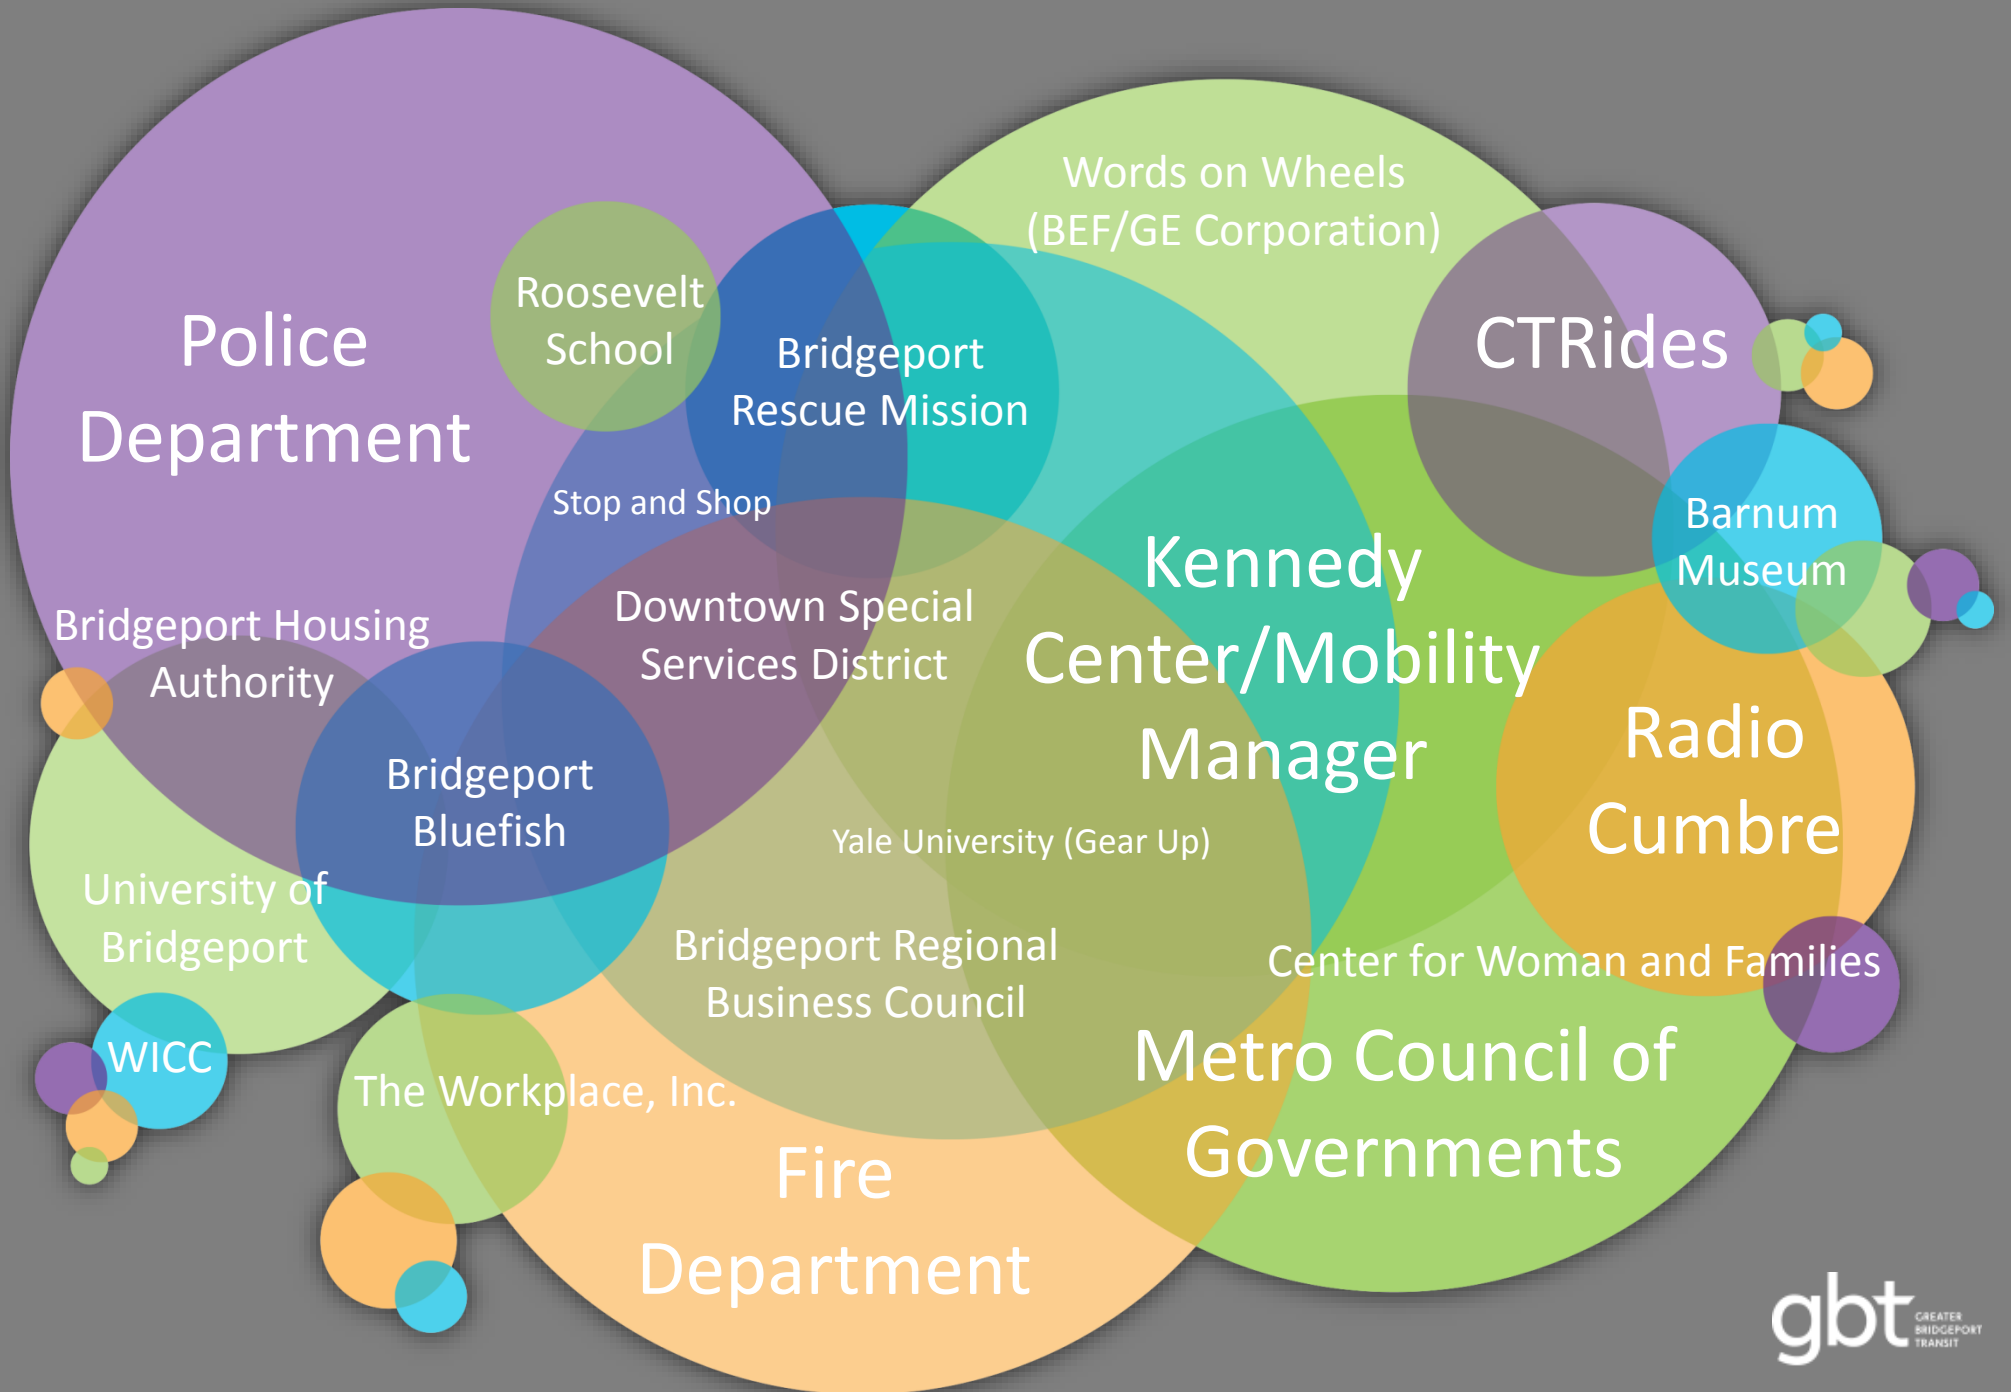 Words on Wheels
(BEF/GE Corporation)
Roosevelt
School
Police
Department
Bridgeport
Rescue Mission
CTRides
Stop and Shop
Barnum
Museum
Kennedy
Center/Mobility
Manager
Downtown Special
Services District
Bridgeport Housing
Authority
Radio
Cumbre
Bridgeport
Bluefish
Yale University (Gear Up)
University of
Bridgeport
Bridgeport Regional
Business Council
Center for Woman and Families
WICC
The Workplace, Inc.
Metro Council of
Governments
Fire
Department
gbt
GREATER
BRIDGEPORT
TRANSIT